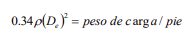 0.34ρ(Dₑ)² = peso de carga / pie